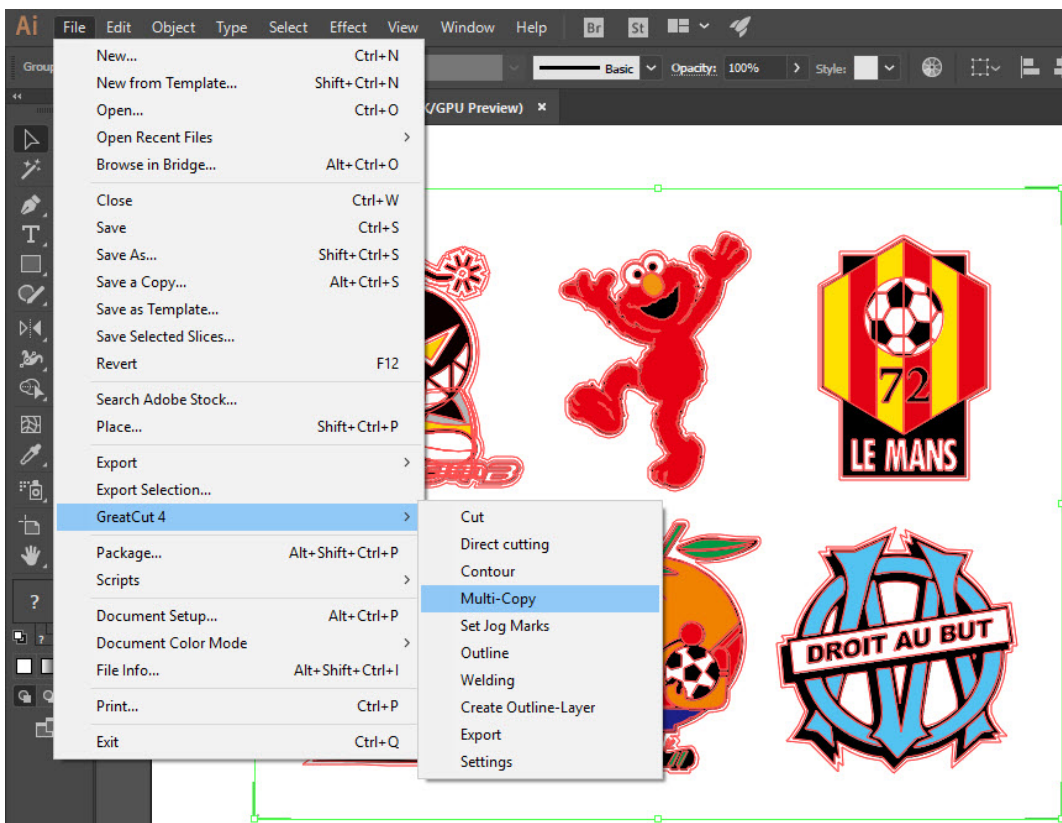 Ai File Edit Object Type Select Effect View Window Help Br St
Group Basic Opacity: 100% Style:
/GPU Preview) ×
New... Ctrl+N
New from Template... Shift+Ctrl+N
Open... Ctrl+O
Open Recent Files
Browse in Bridge... Alt+Ctrl+O
Close Ctrl+W
Save Ctrl+S
Save As... Shift+Ctrl+S
Save a Copy... Alt+Ctrl+S
Save as Template...
Save Selected Slices...
Revert F12
Search Adobe Stock...
Place... Shift+Ctrl+P
Export
Export Selection...
GreatCut 4
Package... Alt+Shift+Ctrl+P
Scripts
Document Setup... Alt+Ctrl+P
Document Color Mode
File Info... Alt+Shift+Ctrl+I
Print... Ctrl+P
Exit Ctrl+Q
Cut
Direct cutting
Contour
Multi-Copy
Set Jog Marks
Outline
Welding
Create Outline-Layer
Export
Settings
72
LE MANS
DROIT AU BUT